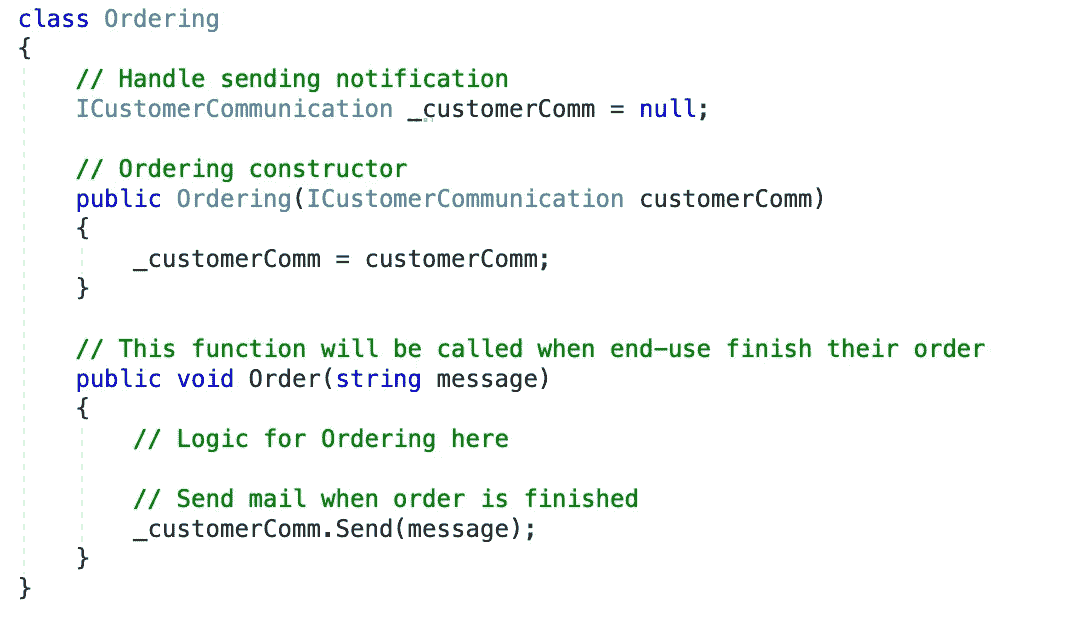 class Ordering
{
// Handle sending notification
ICustomerCommunication _customerComm = null;
// Ordering constructor
public Ordering(ICustomerCommunication customerComm)
{
_customerComm = customerComm;
}
// This function will be called when end-use finish their order
public void Order(string message)
{
// Logic for Ordering here
// Send mail when order is finished
_customerComm.Send(message);
}
}